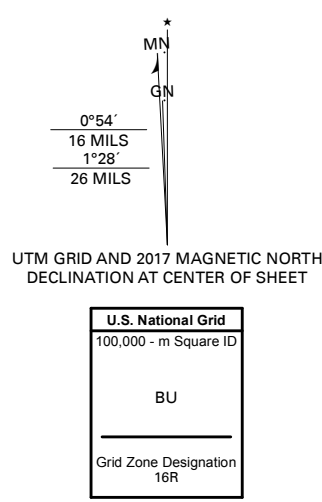 ★
MN
GN
0°54´
16 MILS
1°28´
26 MILS
UTM GRID AND 2017 MAGNETIC NORTH
DECLINATION AT CENTER OF SHEET
U.S. National Grid
100,000 - m Square ID
BU
Grid Zone Designation
16R